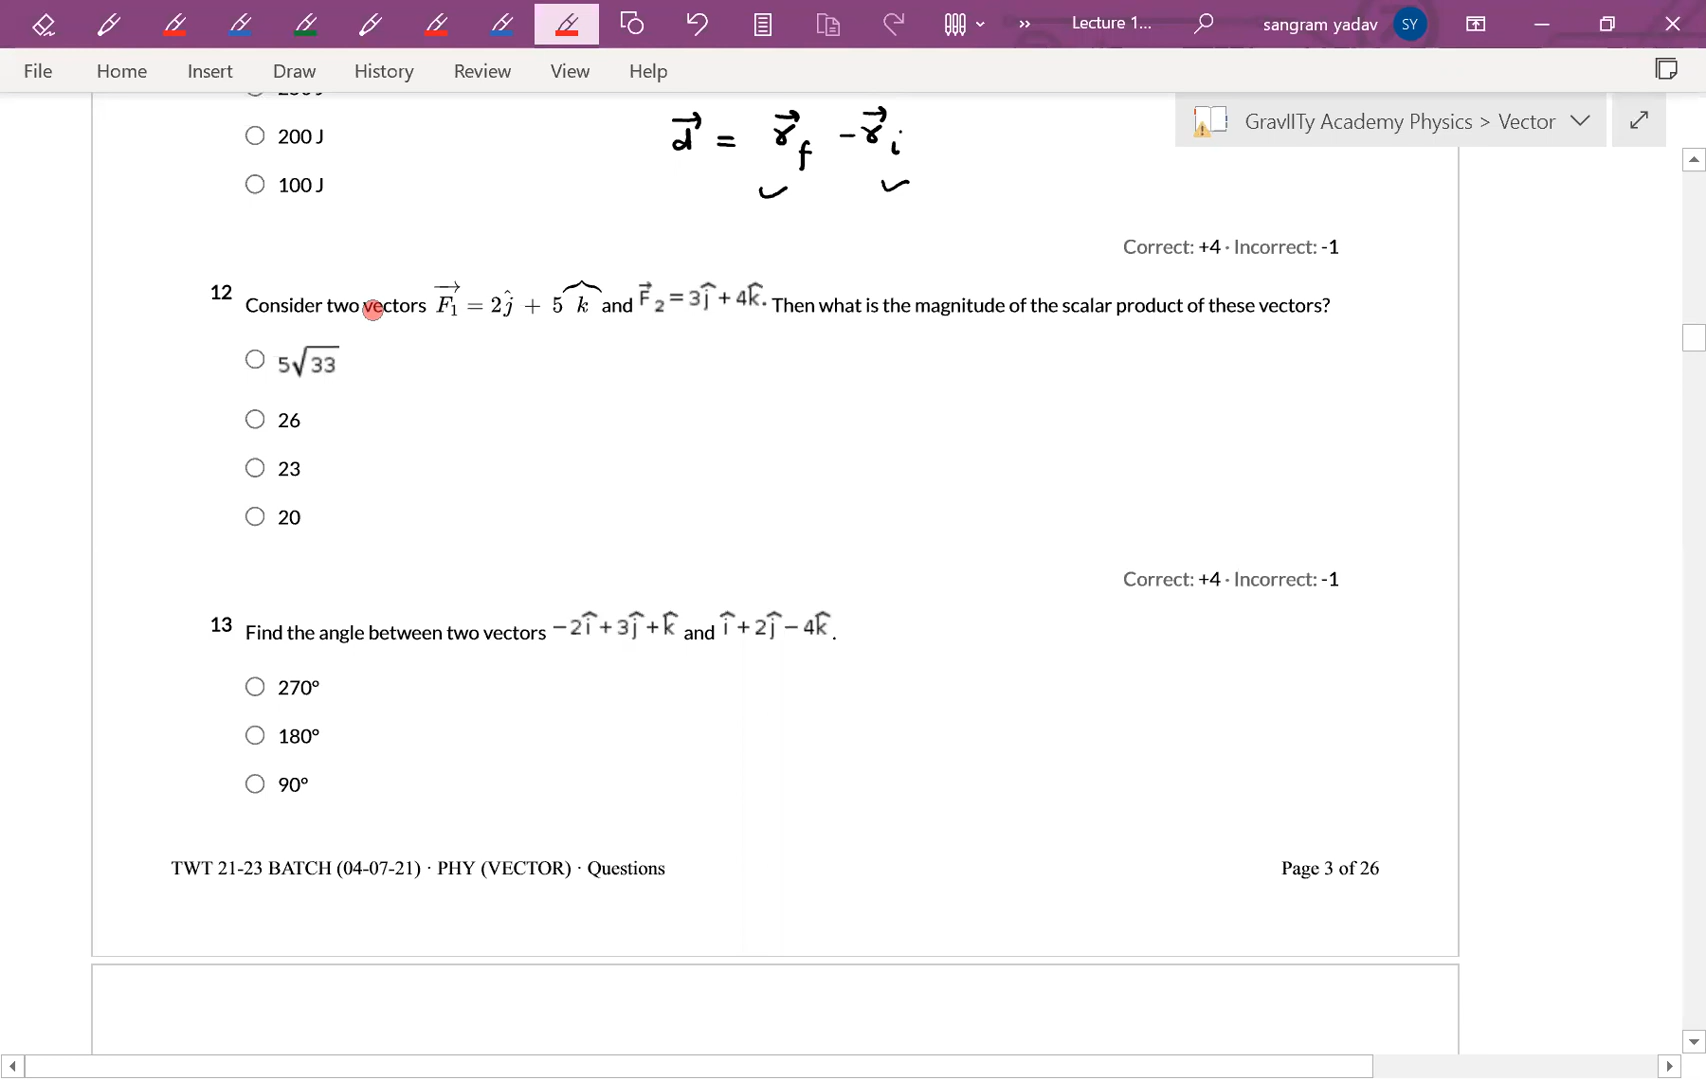 Lecture 1... sangram yadav SY
File Home Insert Draw History Review View Help
GravIITy Academy Physics > Vector
200 J
d⃗ = r⃗f - r⃗i
100 J
Correct: +4 · Incorrect: -1
12 Consider two vectors F₁⃗ = 2ĵ + 5 k̂ and F⃗₂ = 3ĵ + 4k̂. Then what is the magnitude of the scalar product of these vectors?
5√33
26
23
20
Correct: +4 · Incorrect: -1
13 Find the angle between two vectors −2î + 3ĵ + k̂ and î + 2ĵ − 4k̂ .
270°
180°
90°
TWT 21-23 BATCH (04-07-21) · PHY (VECTOR) · Questions Page 3 of 26